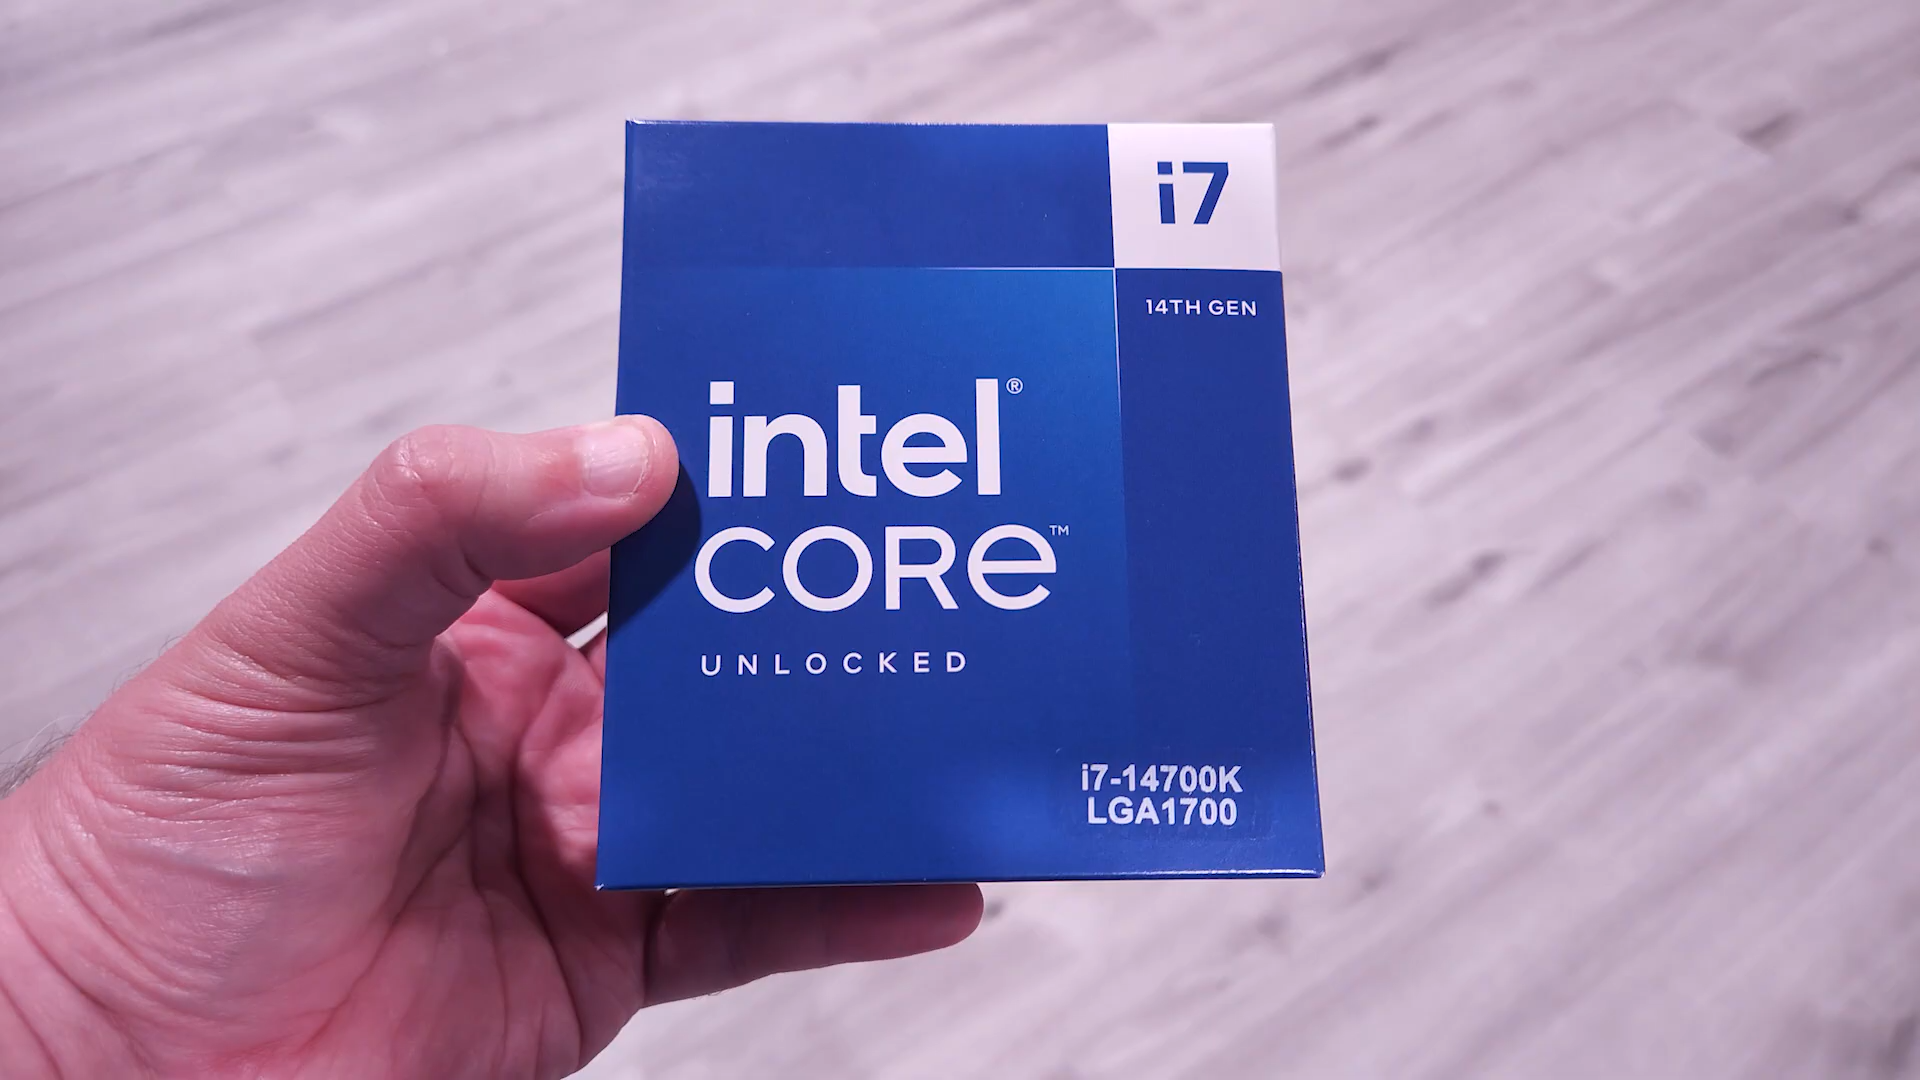 i7
14TH GEN
intel®
CORE™
UNLOCKED
i7-14700K
LGA1700